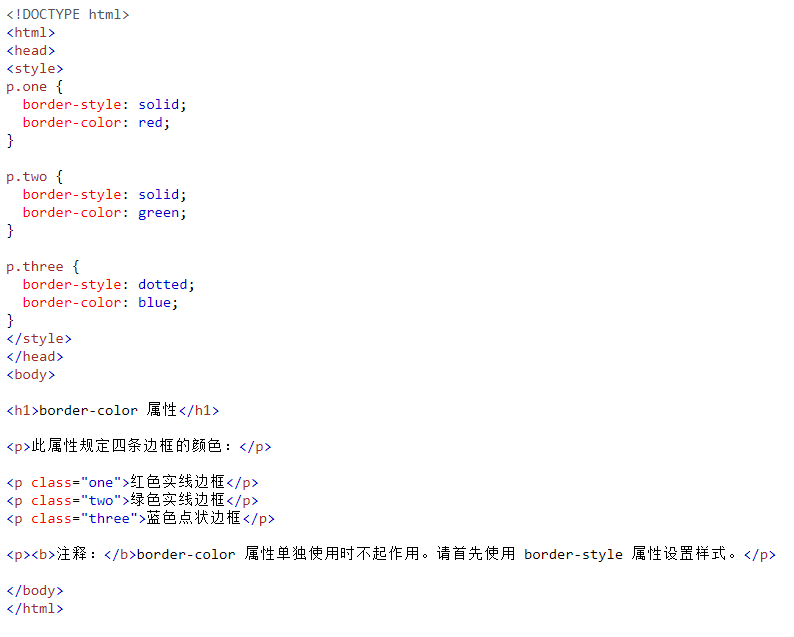 <!DOCTYPE html>
<html>
<head>
<style>
p.one {
  border-style: solid;
  border-color: red;
}

p.two {
  border-style: solid;
  border-color: green;
}

p.three {
  border-style: dotted;
  border-color: blue;
}
</style>
</head>
<body>

<h1>border-color 属性</h1>

<p>此属性规定四条边框的颜色：</p>

<p class="one">红色实线边框</p>
<p class="two">绿色实线边框</p>
<p class="three">蓝色点状边框</p>

<p><b>注释：</b>border-color 属性单独使用时不起作用。请首先使用 border-style 属性设置样式。</p>

</body>
</html>